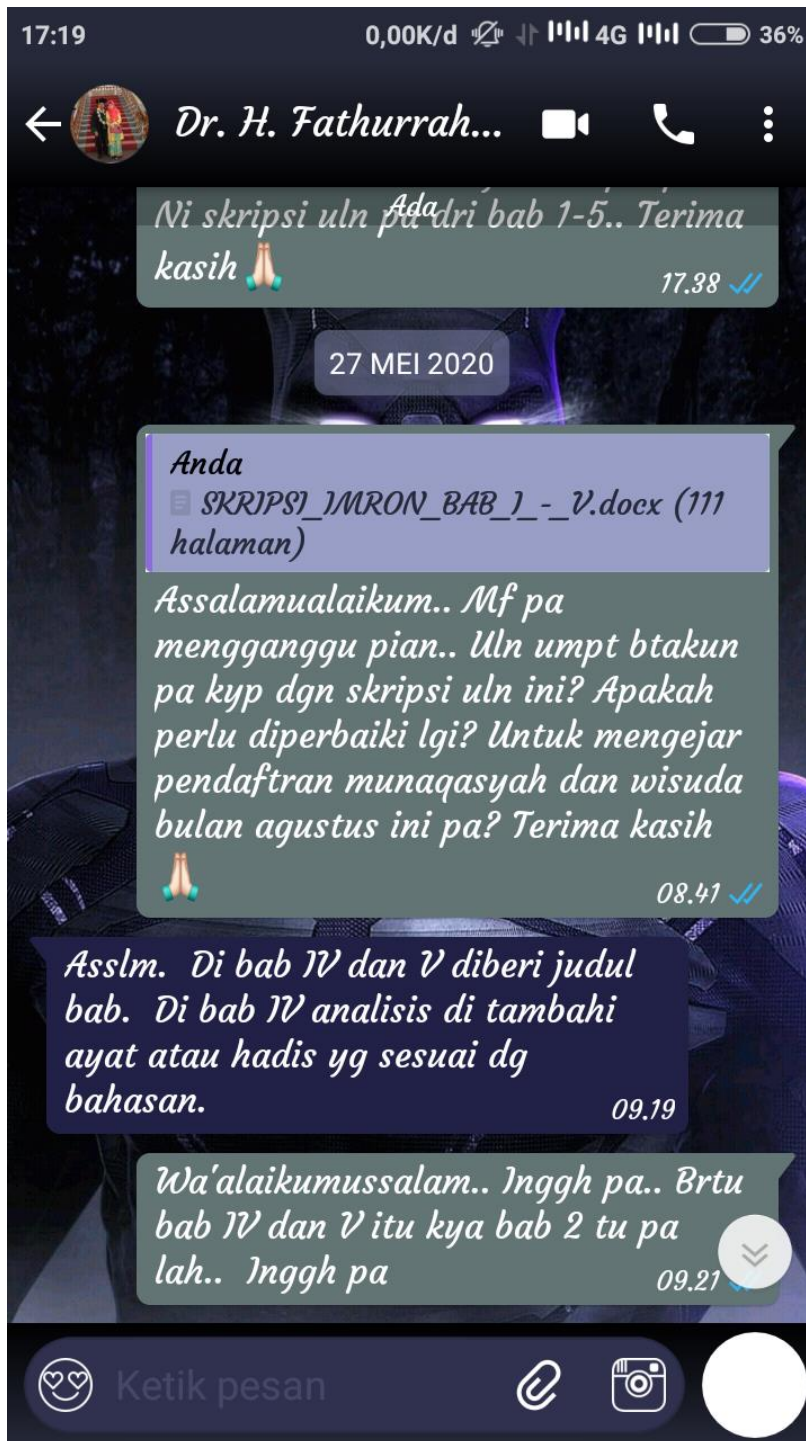 17:19
0,00K/d 4G 36%
Dr. H. Fathurrah...
Ada
Ni skripsi uln pa dri bab 1-5.. Terima
kasih🙏🏻
17.38
27 MEI 2020
Anda
SKRIPSI_IMRON_BAB_I_-_V.docx (111
halaman)
Assalamualaikum.. Mf pa
mengganggu pian.. Uln umpt btakun
pa kyp dgn skripsi uln ini? Apakah
perlu diperbaiki lgi? Untuk mengejar
pendaftran munaqasyah dan wisuda
bulan agustus ini pa? Terima kasih
🙏🏻
08.41
Asslm. Di bab IV dan V diberi judul
bab. Di bab IV analisis di tambahi
ayat atau hadis yg sesuai dg
bahasan.
09.19
Wa'alaikumussalam.. Inggh pa.. Brtu
bab IV dan V itu kya bab 2 tu pa
lah.. Inggh pa
09.21
Ketik pesan